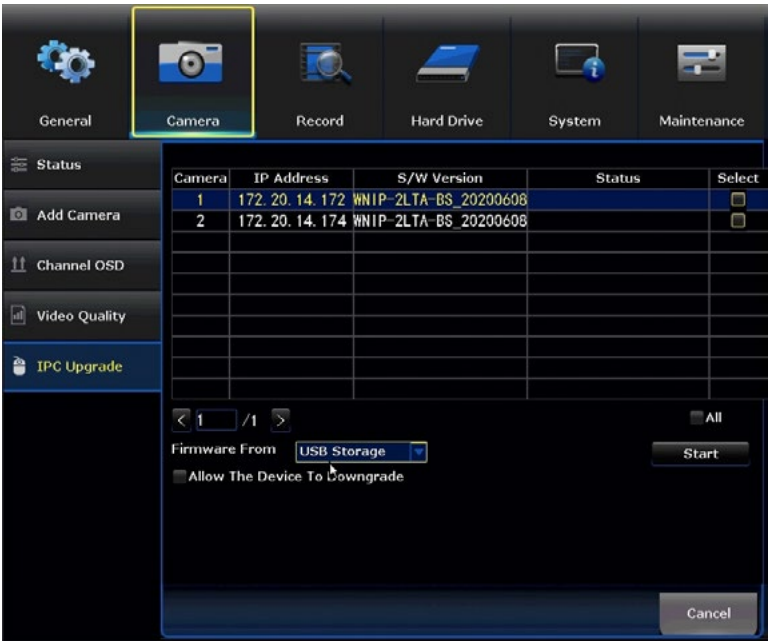 General Camera Record Hard Drive System Maintenance
Status
Add Camera
Channel OSD
Video Quality
IPC Upgrade
Camera IP Address S/W Version Status Select
1 172. 20. 14. 172 WNIP-2LTA-BS_20200608
2 172. 20. 14. 174 WNIP-2LTA-BS_20200608
< 1 /1 > All
Firmware From USB Storage Start
Allow The Device To Downgrade
Cancel